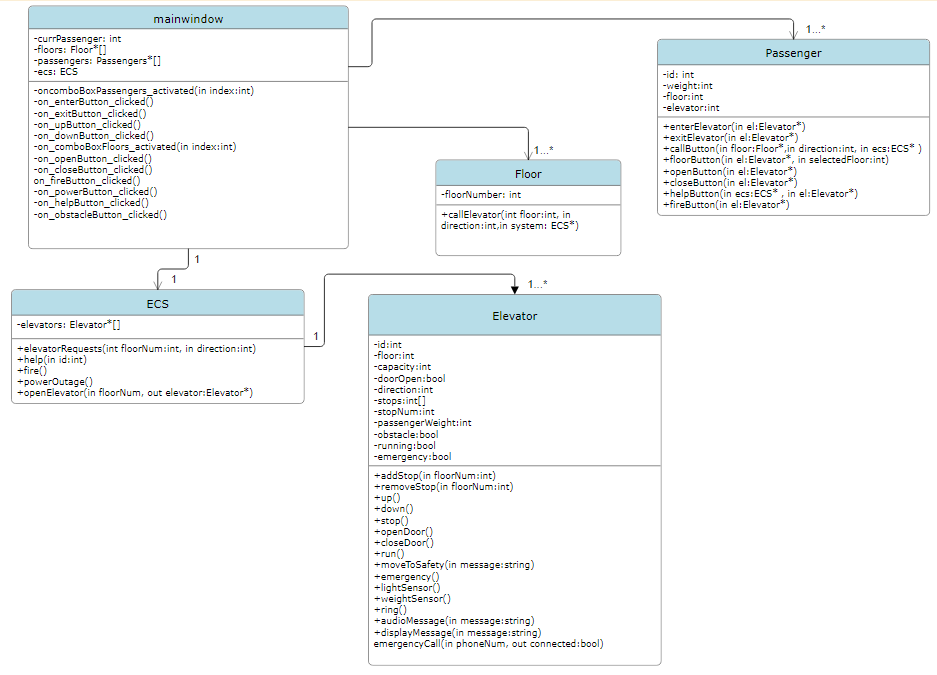 mainwindow
-currPassenger: int
-floors: Floor*[]
-passengers: Passengers*[]
-ecs: ECS
-oncomboBoxPassengers_activated(in index:int)
-on_enterButton_clicked()
-on_exitButton_clicked()
-on_upButton_clicked()
-on_downButton_clicked()
-on_comboBoxFloors_activated(in index:int)
-on_openButton_clicked()
-on_closeButton_clicked()
on_fireButton_clicked()
-on_powerButton_clicked()
-on_helpButton_clicked()
-on_obstacleButton_clicked()
1...*
Passenger
-id: int
-weight:int
-floor:int
-elevator:int
+enterElevator(in el:Elevator*)
+exitElevator(in el:Elevator*)
+callButton(in floor:Floor*,in direction:int, in ecs:ECS* )
+floorButton(in el:Elevator*, in selectedFloor:int)
+openButton(in el:Elevator*)
+closeButton(in el:Elevator*)
+helpButton(in ecs:ECS* , in el:Elevator*)
+fireButton(in el:Elevator*)
1...*
Floor
-floorNumber: int
+callElevator(int floor:int, in
direction:int,in system: ECS*)
1
1
ECS
-elevators: Elevator*[]
+elevatorRequests(int floorNum:int, in direction:int)
+help(in id:int)
+fire()
+powerOutage()
+openElevator(in floorNum, out elevator:Elevator*)
1
1...*
Elevator
-id:int
-floor:int
-capacity:int
-doorOpen:bool
-direction:int
-stops:int[]
-stopNum:int
-passengerWeight:int
-obstacle:bool
-running:bool
-emergency:bool
+addStop(in floorNum:int)
+removeStop(in floorNum:int)
+up()
+down()
+stop()
+openDoor()
+closeDoor()
+run()
+moveToSafety(in message:string)
+emergency()
+lightSensor()
+weightSensor()
+ring()
+audioMessage(in message:string)
+displayMessage(in message:string)
emergencyCall(in phoneNum, out connected:bool)